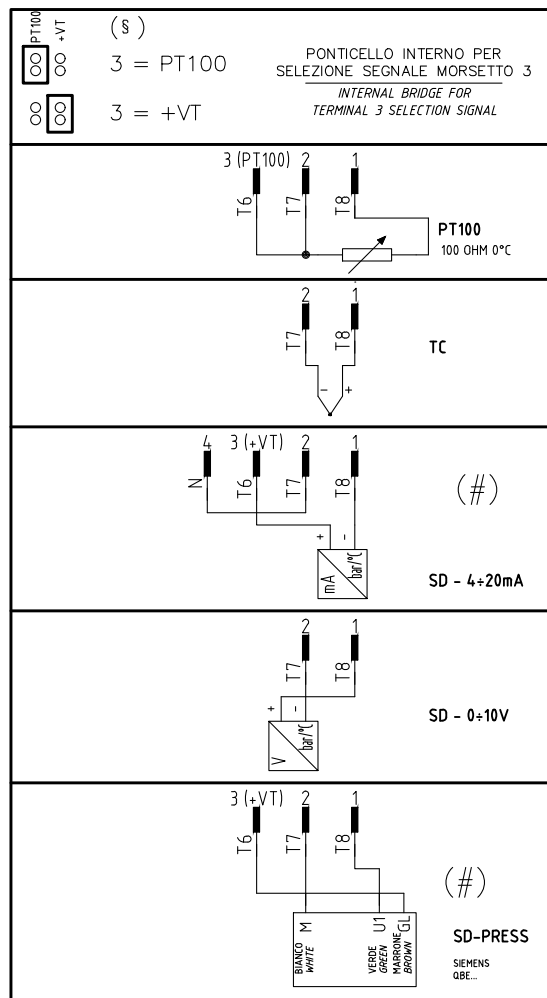 PT100 +VT
(§)
3 = PT100
3 = +VT
PONTICELLO INTERNO PER
SELEZIONE SEGNALE MORSETTO 3
INTERNAL BRIDGE FOR
TERMINAL 3 SELECTION SIGNAL
3 (PT100) 2 1
T6 T7 T8
PT100
100 OHM 0°C
2 1
T7 T8
TC
- +
4 3 (+VT) 2 1
N T6 T7 T8
(#)
+ -
mA bar/°C
SD - 4÷20mA
2 1
T7 T8
+ -
V bar/°C
SD - 0÷10V
3 (+VT) 2 1
T6 T7 T8
(#)
M U1 GL
BIANCO
WHITE
VERDE
GREEN
MARRONE
BROWN
SD-PRESS
SIEMENS
QBE...